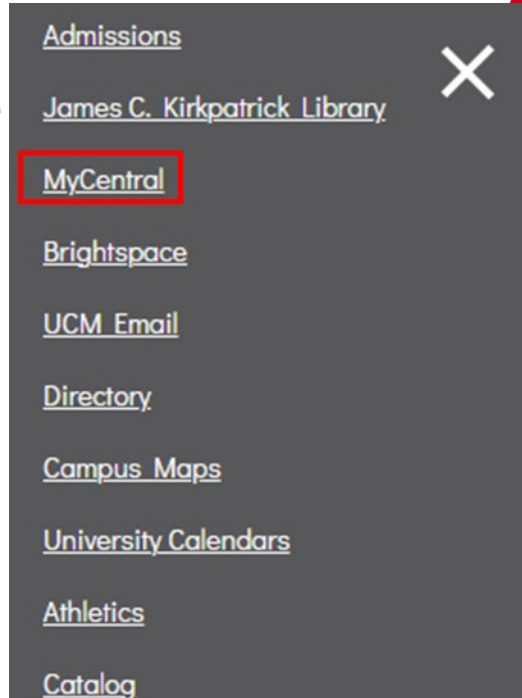 Admissions
James C. Kirkpatrick Library
MyCentral
Brightspace
UCM Email
Directory
Campus Maps
University Calendars
Athletics
Catalog